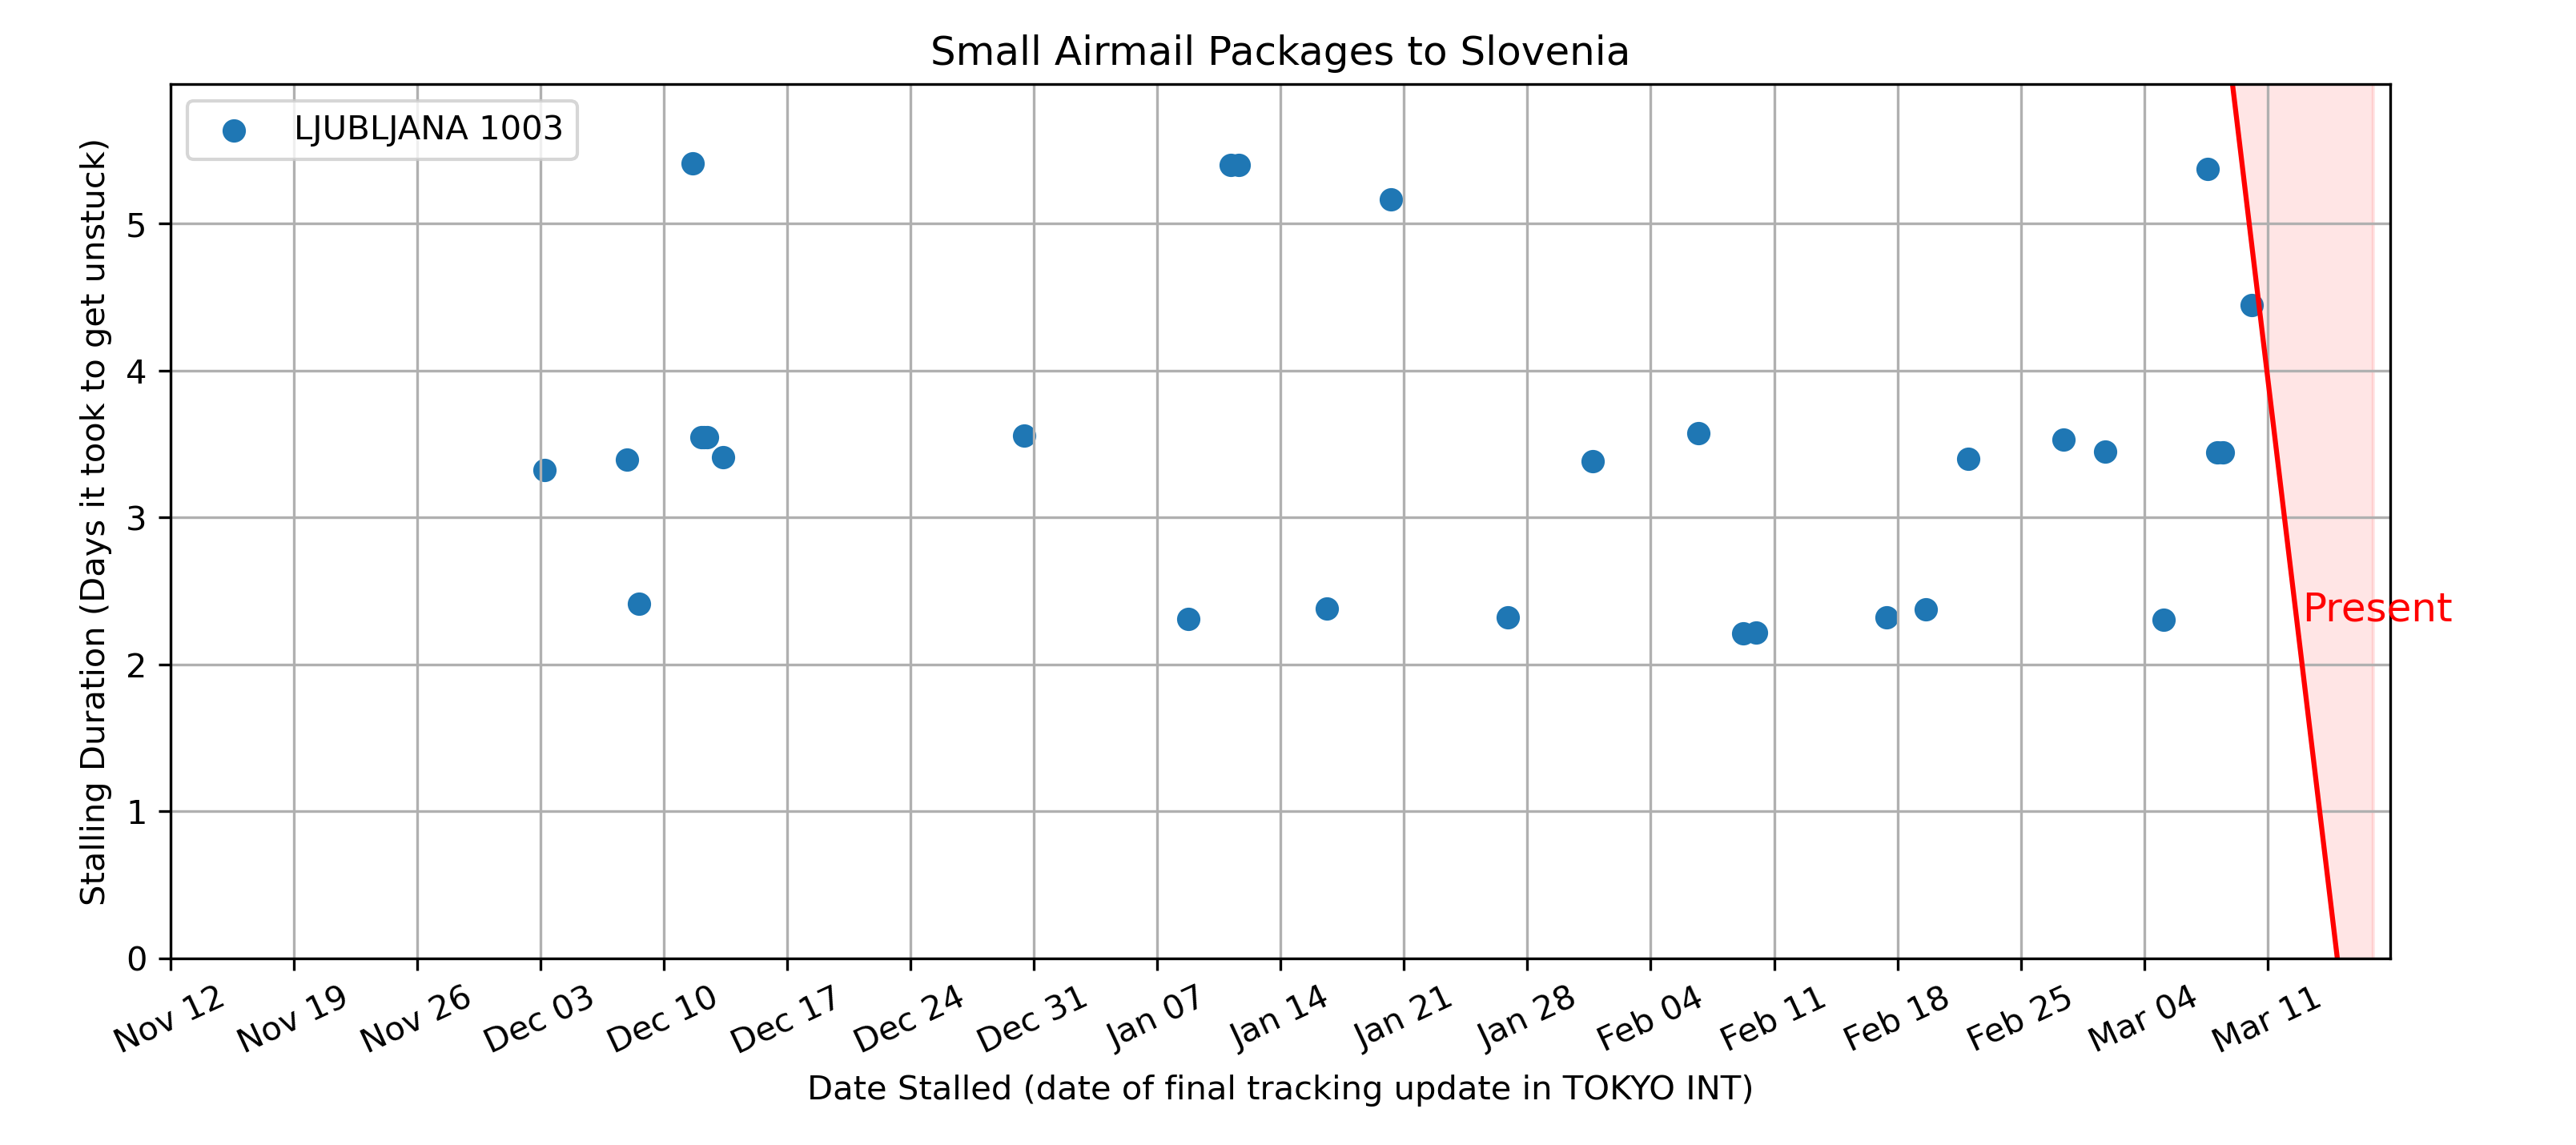 Small Airmail Packages to Slovenia
LJUBLJANA 1003
Stalling Duration (Days it took to get unstuck)
5
4
3
2
1
0
Present
Nov 12
Nov 19
Nov 26
Dec 03
Dec 10
Dec 17
Dec 24
Dec 31
Jan 07
Jan 14
Jan 21
Jan 28
Feb 04
Feb 11
Feb 18
Feb 25
Mar 04
Mar 11
Date Stalled (date of final tracking update in TOKYO INT)